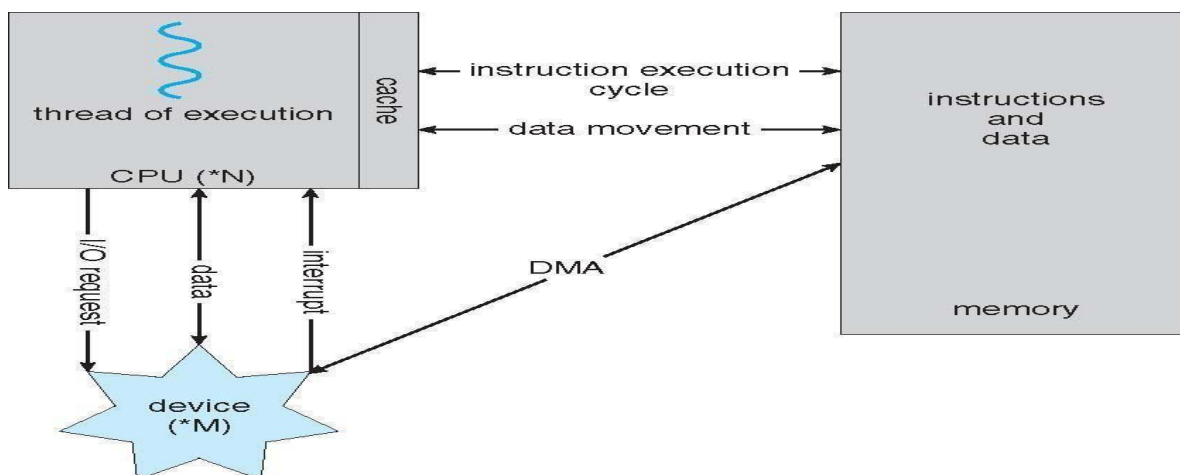 thread of execution
cache
CPU (*N)
instruction execution
cycle
data movement
instructions
and
data
memory
I/O request
data
interrupt
DMA
device
(*M)